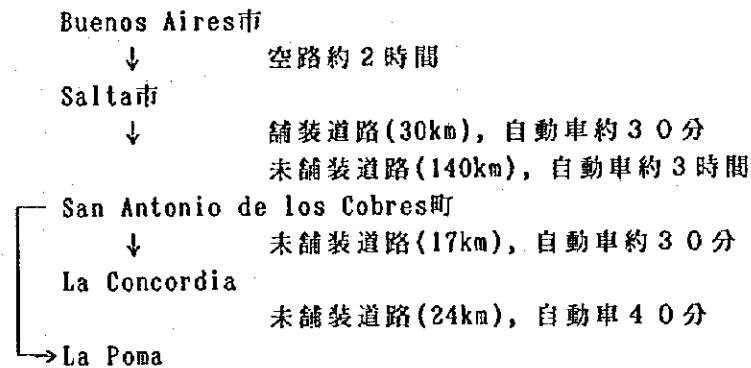 Buenos Aires市
↓ 空路約2時間
Salta市
↓ 舗装道路(30km), 自動車約30分
未舗装道路(140km), 自動車約3時間
San Antonio de los Cobres町
↓ 未舗装道路(17km), 自動車約30分
La Concordia
未舗装道路(24km), 自動車40分
→La Poma